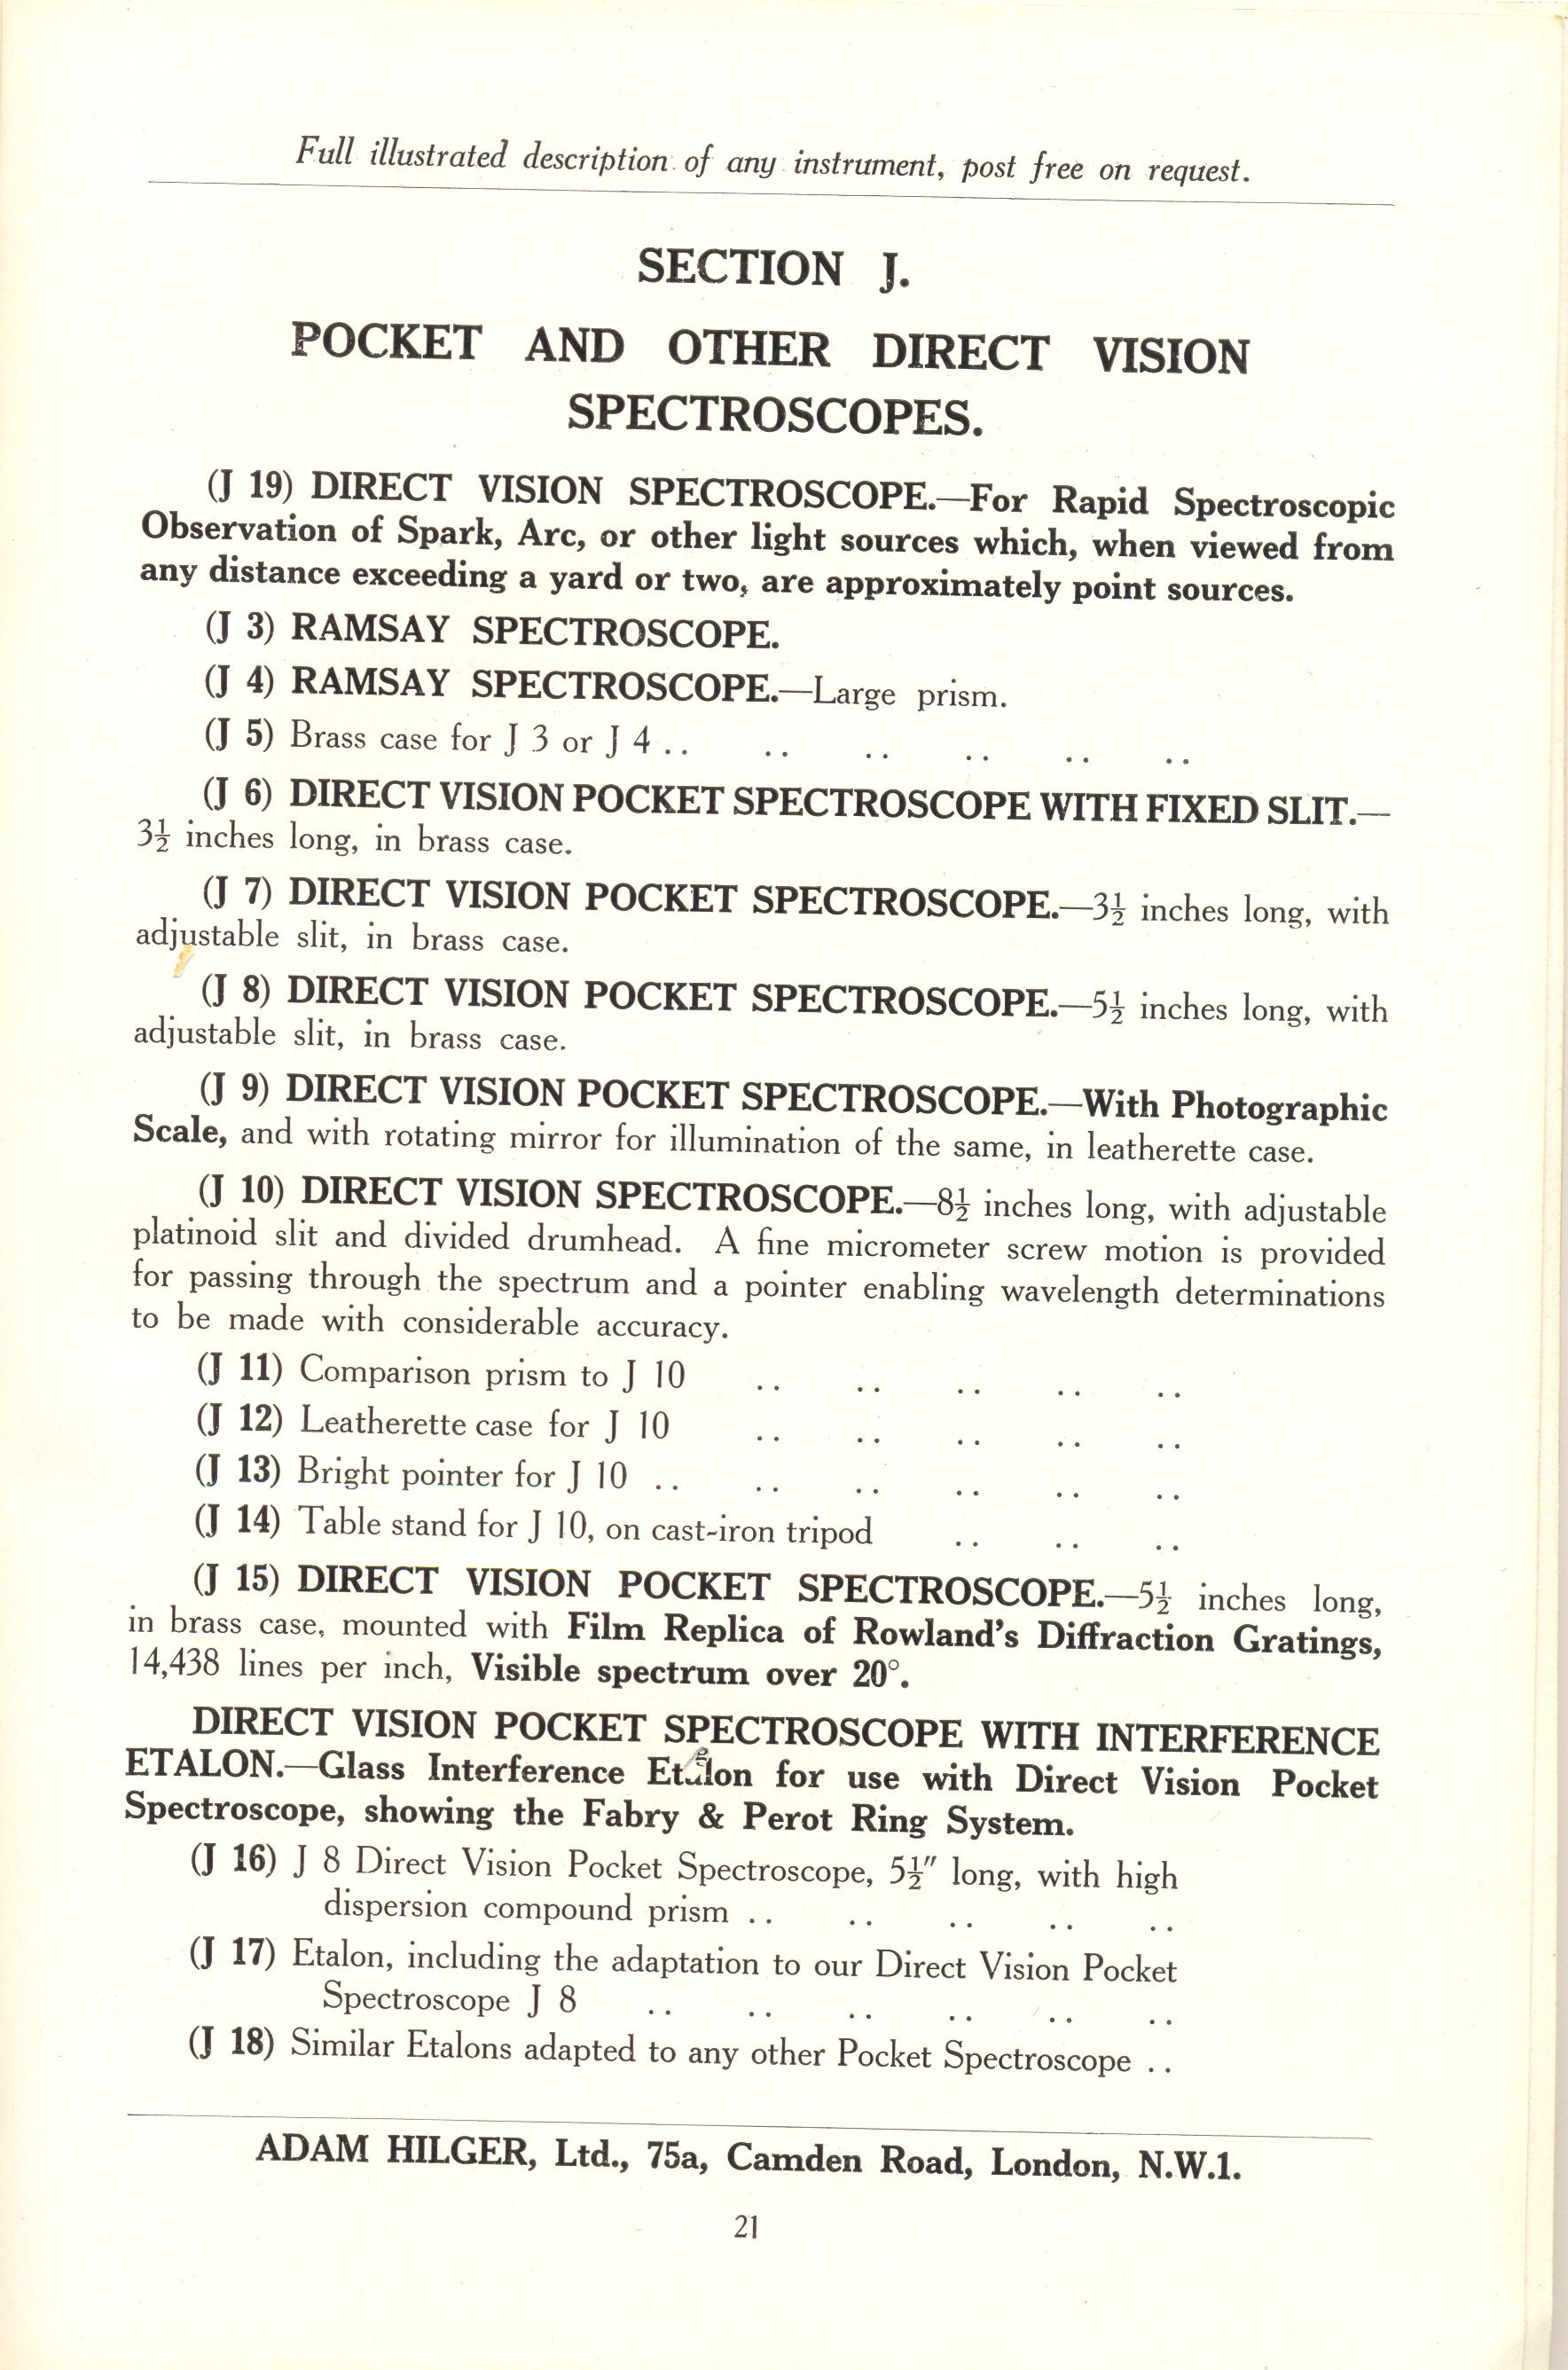 Full illustrated description of any instrument, post free on request.
SECTION J.
POCKET AND OTHER DIRECT VISION
SPECTROSCOPES.
(J 19) DIRECT VISION SPECTROSCOPE.—For Rapid Spectroscopic
Observation of Spark, Arc, or other light sources which, when viewed from
any distance exceeding a yard or two, are approximately point sources.
(J 3) RAMSAY SPECTROSCOPE.
(J 4) RAMSAY SPECTROSCOPE.—Large prism.
(J 5) Brass case for J 3 or J 4 .. .. .. .. .. ..
(J 6) DIRECT VISION POCKET SPECTROSCOPE WITH FIXED SLIT.—
3½ inches long, in brass case.
(J 7) DIRECT VISION POCKET SPECTROSCOPE.—3½ inches long, with
adjustable slit, in brass case.
(J 8) DIRECT VISION POCKET SPECTROSCOPE.—5½ inches long, with
adjustable slit, in brass case.
(J 9) DIRECT VISION POCKET SPECTROSCOPE.—With Photographic
Scale, and with rotating mirror for illumination of the same, in leatherette case.
(J 10) DIRECT VISION SPECTROSCOPE.—8½ inches long, with adjustable
platinoid slit and divided drumhead. A fine micrometer screw motion is provided
for passing through the spectrum and a pointer enabling wavelength determinations
to be made with considerable accuracy.
(J 11) Comparison prism to J 10 .. .. .. .. ..
(J 12) Leatherette case for J 10 .. .. .. .. ..
(J 13) Bright pointer for J 10 .. .. .. .. .. ..
(J 14) Table stand for J 10, on cast-iron tripod .. .. ..
(J 15) DIRECT VISION POCKET SPECTROSCOPE.—5½ inches long,
in brass case, mounted with Film Replica of Rowland's Diffraction Gratings,
14,438 lines per inch, Visible spectrum over 20°.
DIRECT VISION POCKET SPECTROSCOPE WITH INTERFERENCE
ETALON.—Glass Interference Etalon for use with Direct Vision Pocket
Spectroscope, showing the Fabry & Perot Ring System.
(J 16) J 8 Direct Vision Pocket Spectroscope, 5½″ long, with high
dispersion compound prism .. .. .. .. ..
(J 17) Etalon, including the adaptation to our Direct Vision Pocket
Spectroscope J 8 .. .. .. .. .. ..
(J 18) Similar Etalons adapted to any other Pocket Spectroscope ..
ADAM HILGER, Ltd., 75a, Camden Road, London, N.W.1.
21